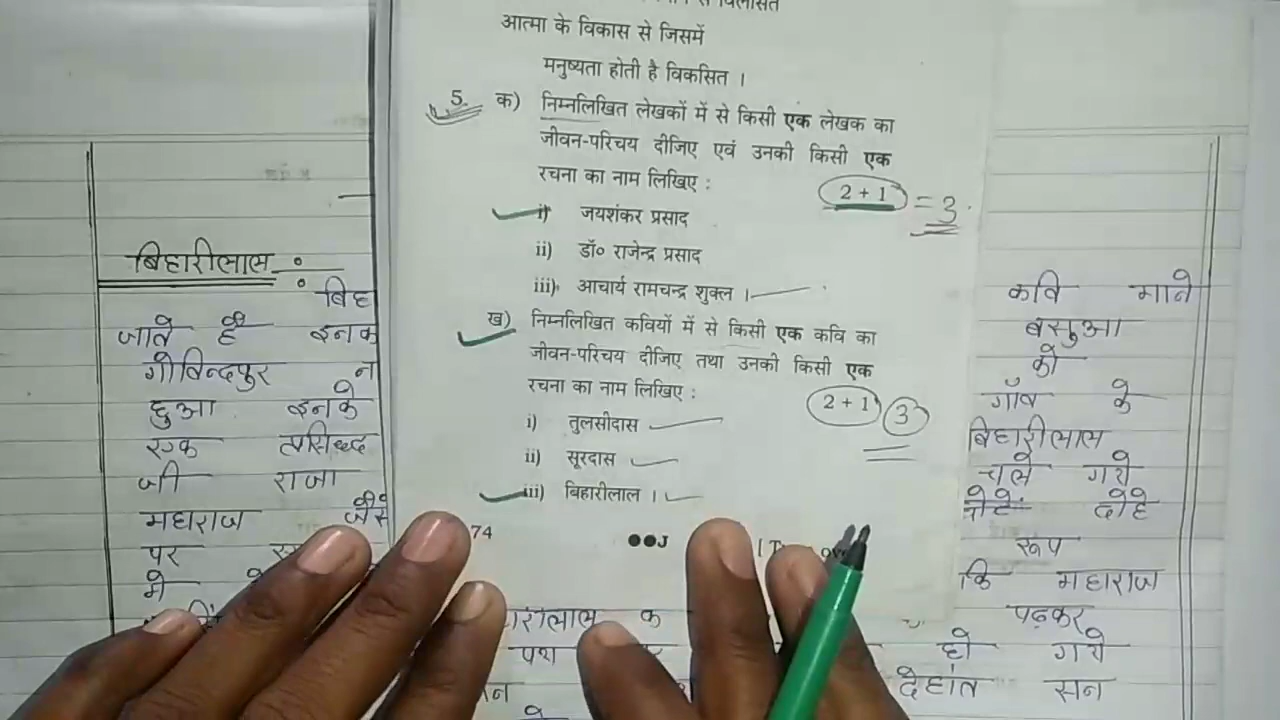 आत्मा के विकास से जिसमें
मनुष्यता होती है विकसित ।
5. क) निम्नलिखित लेखकों में से किसी एक लेखक का
जीवन-परिचय दीजिए एवं उनकी किसी एक
रचना का नाम लिखिए :
2 + 1 = 3
i) जयशंकर प्रसाद
ii) डॉ० राजेन्द्र प्रसाद
iii) आचार्य रामचन्द्र शुक्ल ।
ख) निम्नलिखित कवियों में से किसी एक कवि का
जीवन-परिचय दीजिए तथा उनकी किसी एक
रचना का नाम लिखिए :
2 + 1 3
i) तुलसीदास
ii) सूरदास
iii) बिहारीलाल ।
74
बिहारीलाल :
जाते है इनक
गोविन्दपुर न
हुआ इनके
एक प्रसिध्द
जी राजा
महाराज जैसे
पर
मे
कवि माने
बसुआ
को
गाँव के
बिहारीलाल
चले गये
दोहे
रूप
कि महाराज
पढ़कर
हो गये
देहांत सन